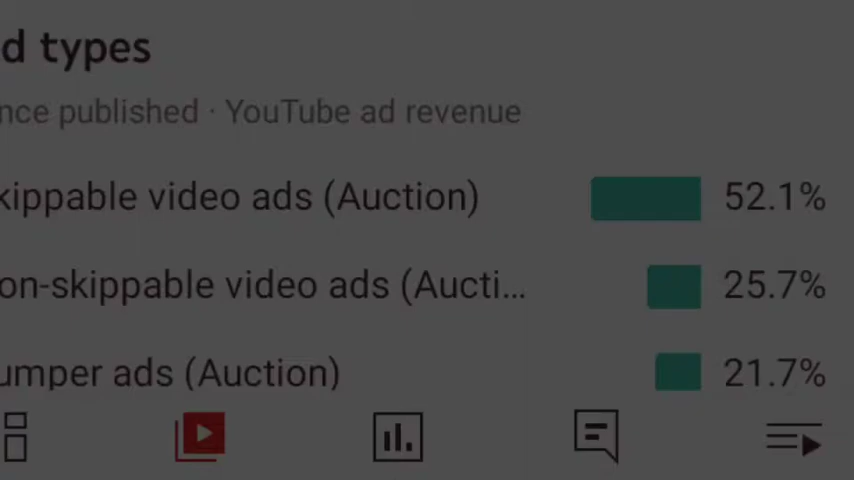 d types
nce published · YouTube ad revenue
kippable video ads (Auction) 52.1%
on-skippable video ads (Aucti... 25.7%
umper ads (Auction) 21.7%